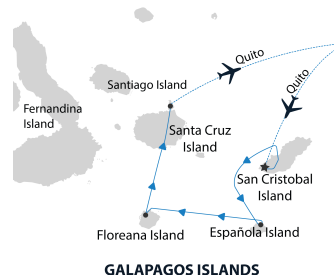 Quito
Quito
Santiago Island
Fernandina
Island
Santa Cruz
Island
San Cristobal
Island
Floreana Island
Española Island
GALAPAGOS ISLANDS